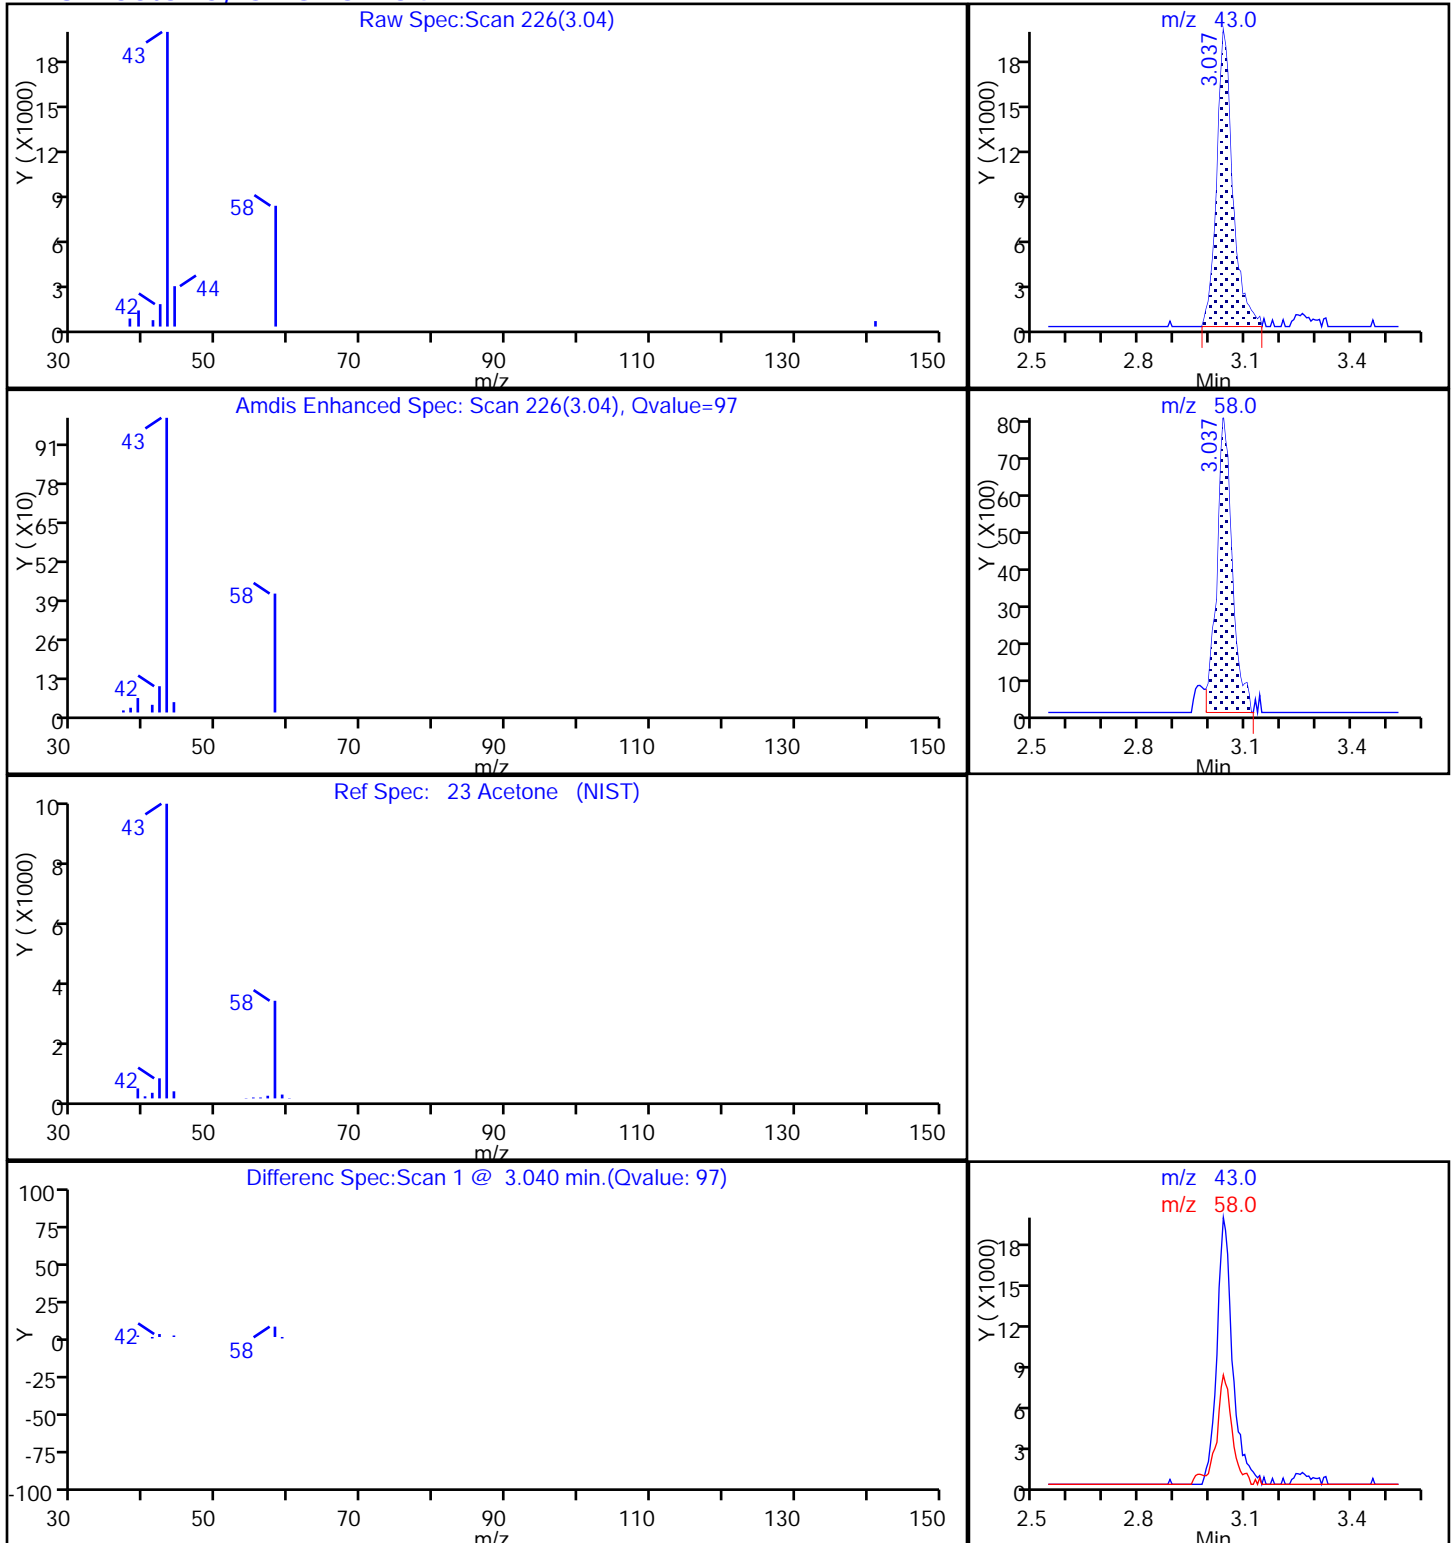 Raw Spec:Scan 226(3.04)
Y ( X1000)
18
15
12
9
6
3
0
43
58
44
42
30 50 70 90 110 130 150
m/z
m/z 43.0
Y ( X1000)
18
15
12
9
6
3
0
3.037
2.5 2.8 3.1 3.4
Min
Amdis Enhanced Spec: Scan 226(3.04), Qvalue=97
Y ( X10)
91
78
65
52
39
26
13
0
43
58
42
30 50 70 90 110 130 150
m/z
m/z 58.0
Y ( X100)
80
70
60
50
40
30
20
10
0
3.037
2.5 2.8 3.1 3.4
Min
Ref Spec: 23 Acetone (NIST)
Y ( X1000)
10
8
6
4
2
0
43
58
42
30 50 70 90 110 130 150
m/z
Differenc Spec:Scan 1 @ 3.040 min.(Qvalue: 97)
Y
100
75
50
25
0
-25
-50
-75
-100
42
58
30 50 70 90 110 130 150
m/z
m/z 43.0
m/z 58.0
Y ( X1000)
18
15
12
9
6
3
0
2.5 2.8 3.1 3.4
Min